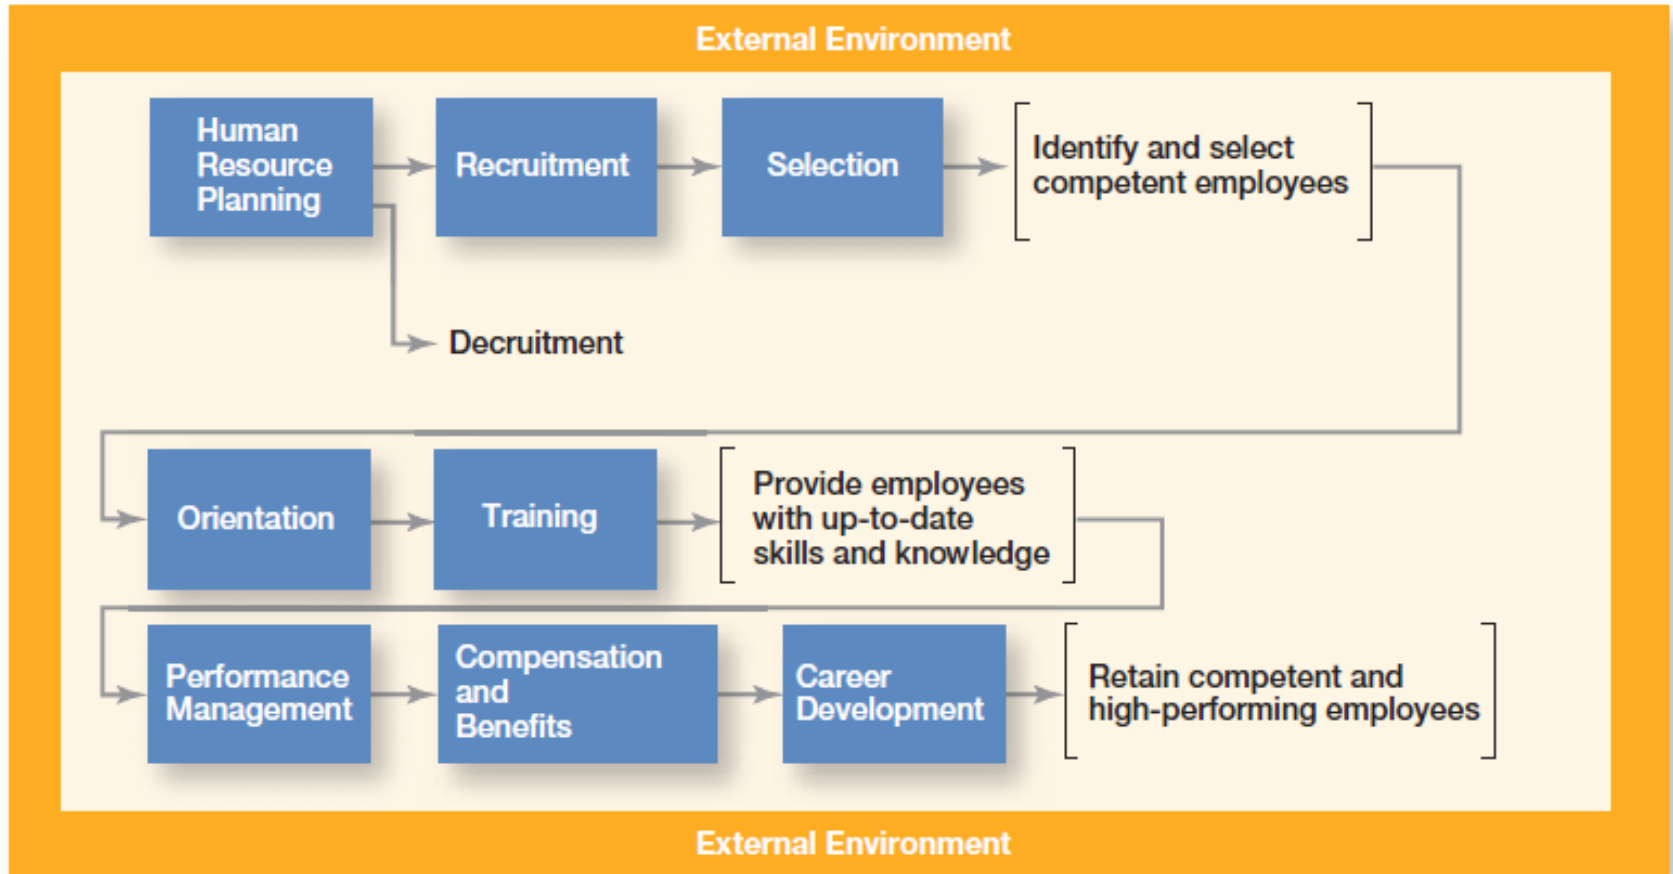 External Environment
Human
Resource
Planning
Recruitment
Selection
Identify and select
competent employees
Decruitment
Orientation
Training
Provide employees
with up-to-date
skills and knowledge
Performance
Management
Compensation
and
Benefits
Career
Development
Retain competent and
high-performing employees
External Environment